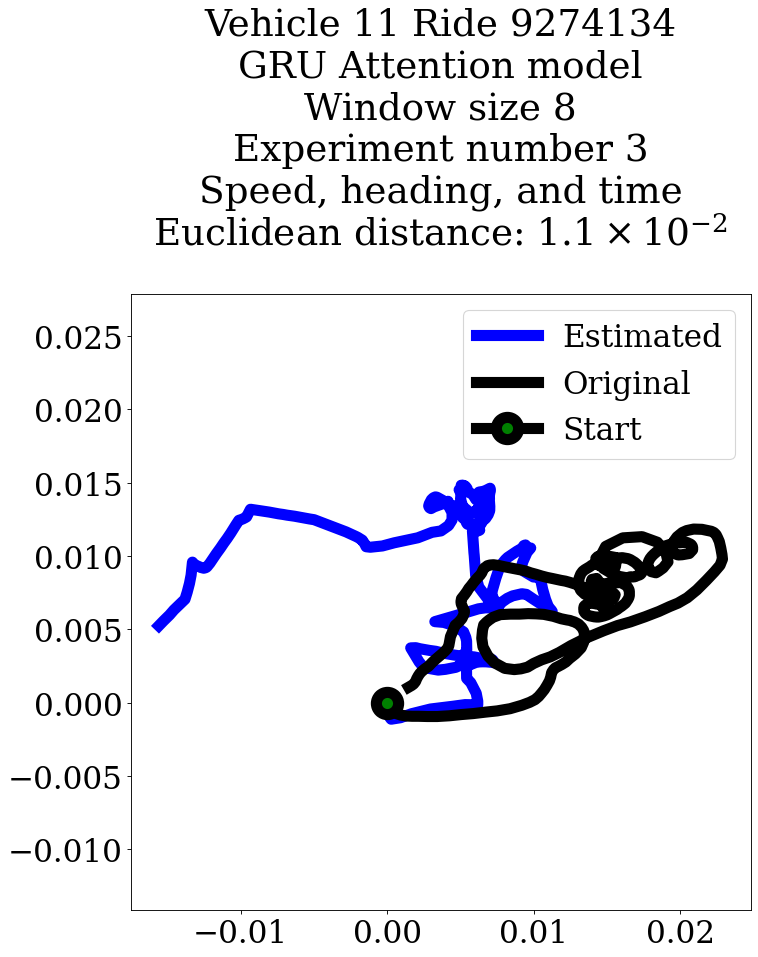 Vehicle 11 Ride 9274134
GRU Attention model
Window size 8
Experiment number 3
Speed, heading, and time
Euclidean distance: 1.1 × 10⁻²
Estimated
Original
Start
0.025
0.020
0.015
0.010
0.005
0.000
−0.005
−0.010
−0.01 0.00 0.01 0.02